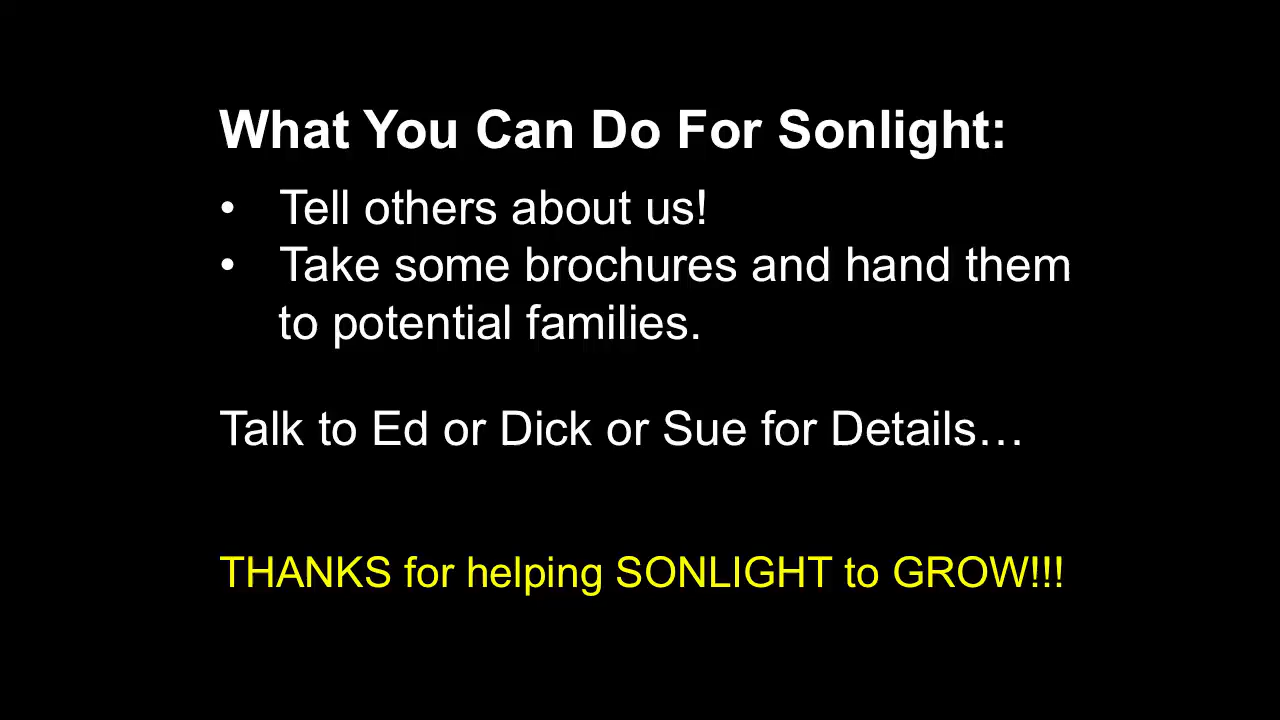 What You Can Do For Sonlight:
• Tell others about us!
• Take some brochures and hand them
to potential families.
Talk to Ed or Dick or Sue for Details…
THANKS for helping SONLIGHT to GROW!!!